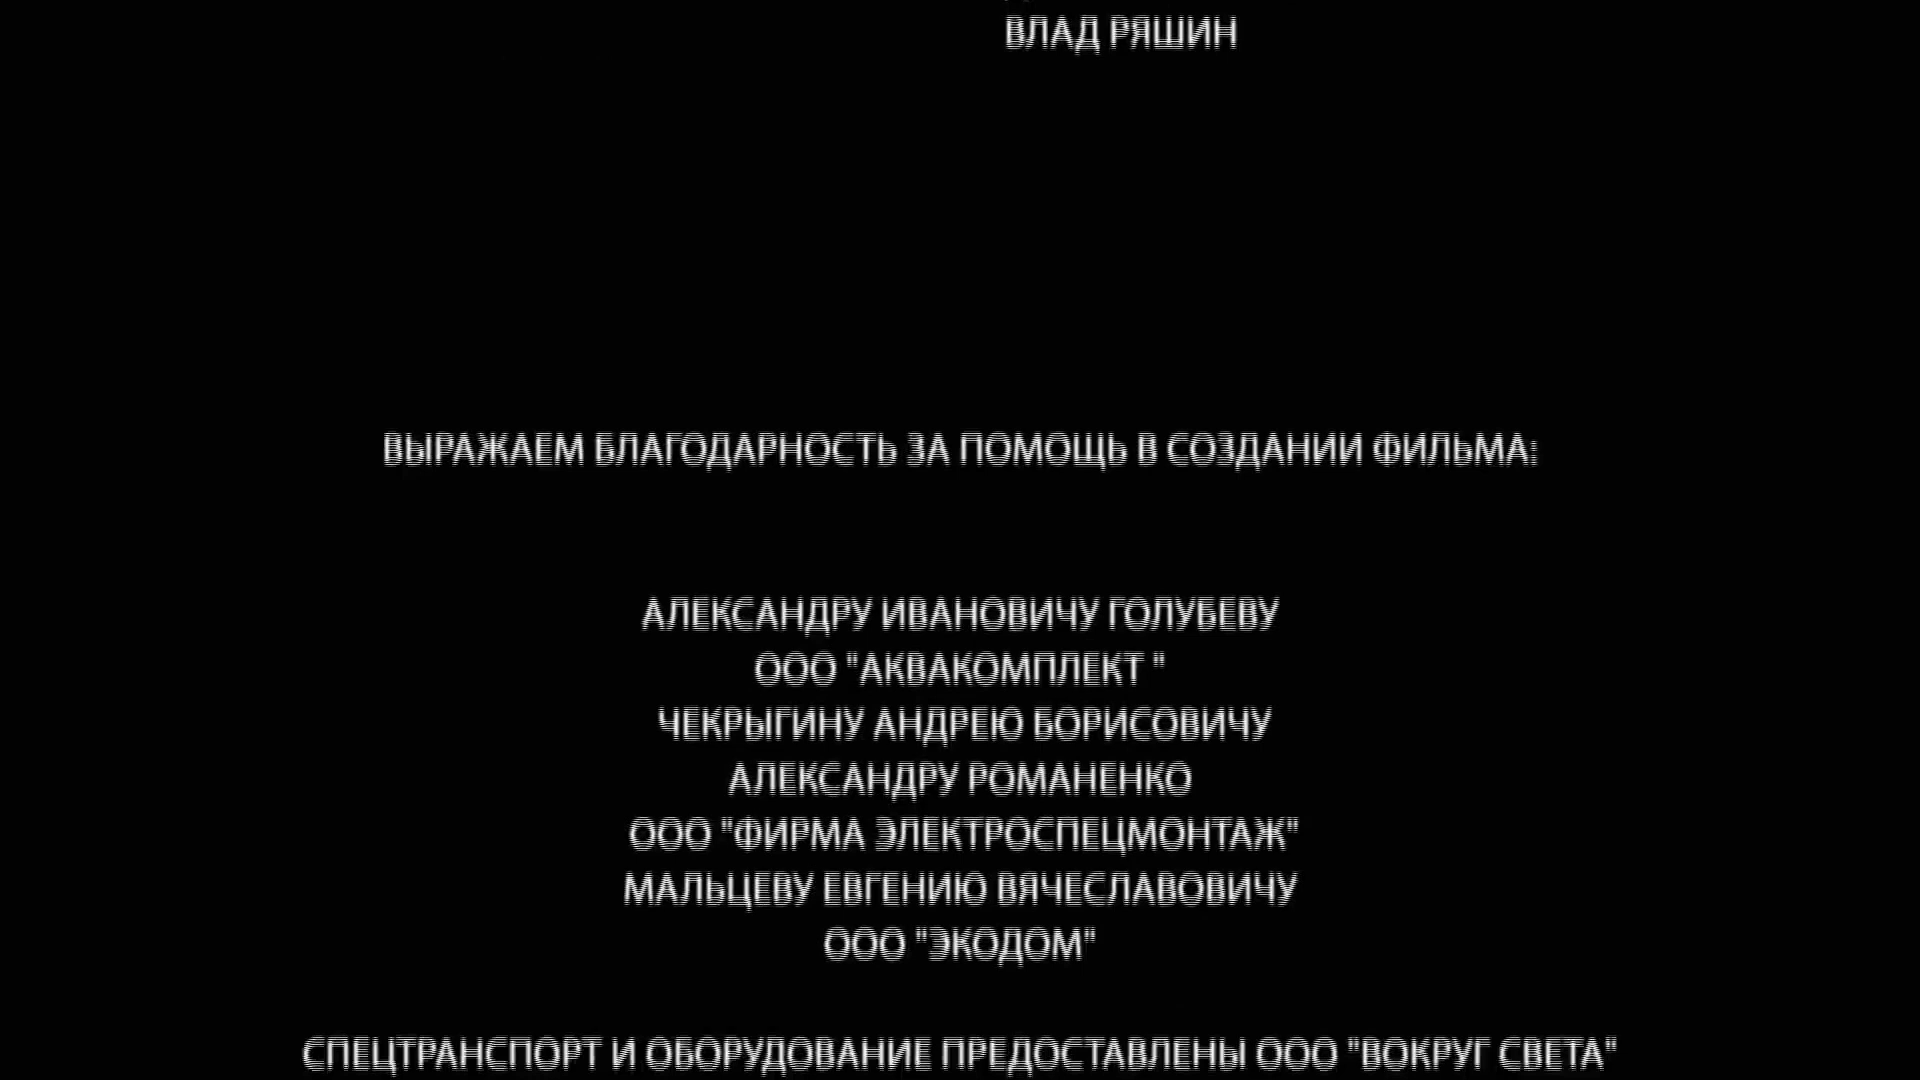 ВЛАД РЯШИН
ВЫРАЖАЕМ БЛАГОДАРНОСТЬ ЗА ПОМОЩЬ В СОЗДАНИИ ФИЛЬМА:
АЛЕКСАНДРУ ИВАНОВИЧУ ГОЛУБЕВУ
ООО "АКВАКОМПЛЕКТ "
ЧЕКРЫГИНУ АНДРЕЮ БОРИСОВИЧУ
АЛЕКСАНДРУ РОМАНЕНКО
ООО "ФИРМА ЭЛЕКТРОСПЕЦМОНТАЖ"
МАЛЬЦЕВУ ЕВГЕНИЮ ВЯЧЕСЛАВОВИЧУ
ООО "ЭКОДОМ"
СПЕЦТРАНСПОРТ И ОБОРУДОВАНИЕ ПРЕДОСТАВЛЕНЫ ООО "ВОКРУГ СВЕТА"